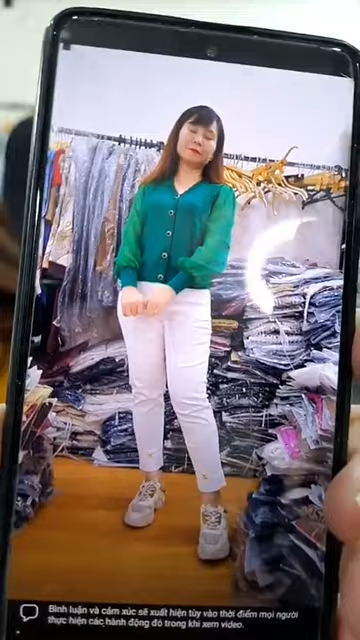 Bình luận và cảm xúc sẽ xuất hiện tùy vào thời điểm mọi người
thực hiện các hành động đó trong khi xem video.